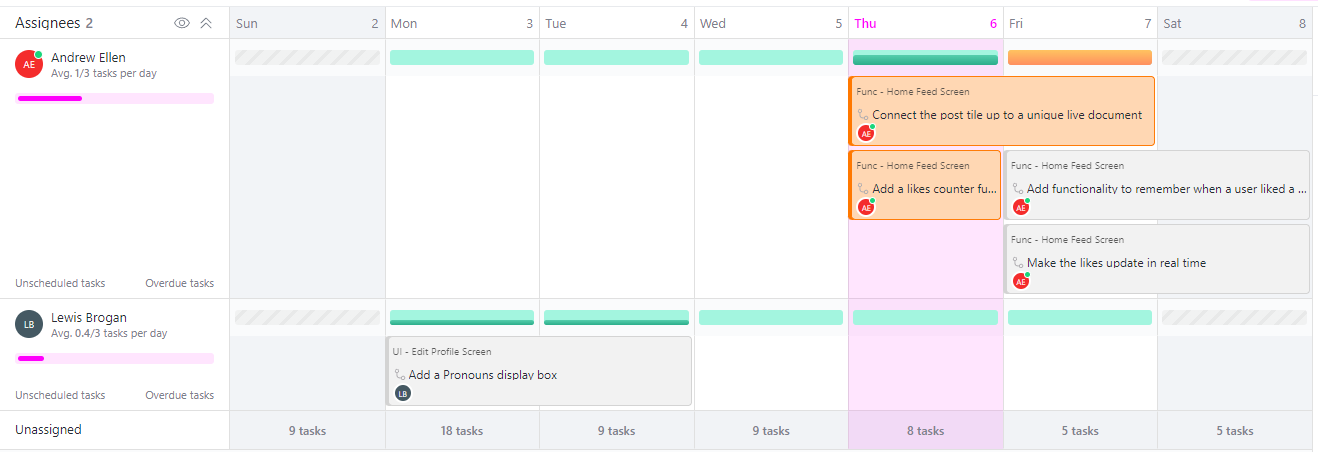 Assignees 2
Sun 2 Mon 3 Tue 4 Wed 5 Thu 6 Fri 7 Sat 8
AE Andrew Ellen
Avg. 1/3 tasks per day
Func - Home Feed Screen
Connect the post tile up to a unique live document
AE
Func - Home Feed Screen Func - Home Feed Screen
Add a likes counter fu... Add functionality to remember when a user liked a ...
AE AE
Func - Home Feed Screen
Make the likes update in real time
AE
Unscheduled tasks Overdue tasks
LB Lewis Brogan
Avg. 0.4/3 tasks per day
UI - Edit Profile Screen
Add a Pronouns display box
LB
Unscheduled tasks Overdue tasks
Unassigned 9 tasks 18 tasks 9 tasks 9 tasks 8 tasks 5 tasks 5 tasks